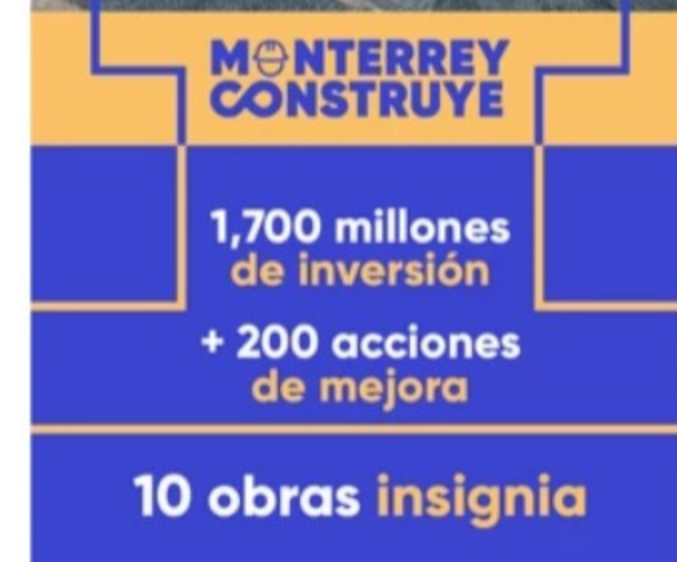 MONTERREY
CONSTRUYE
1,700 millones
de inversión
+ 200 acciones
de mejora
10 obras insignia